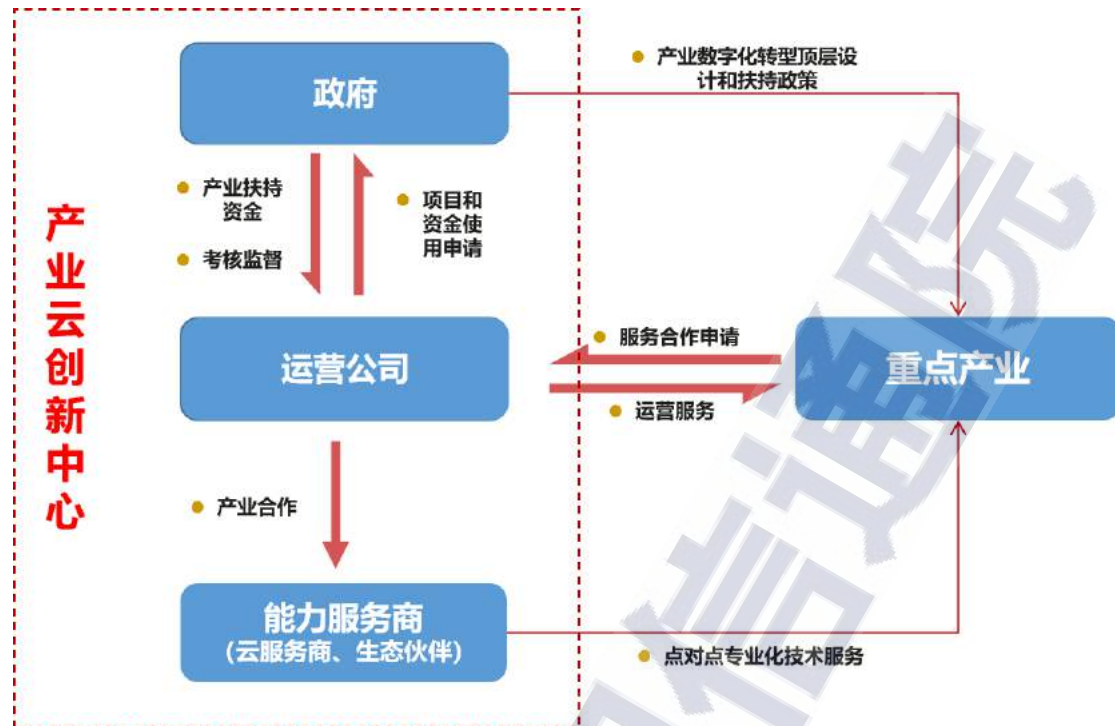 政府
产业数字化转型顶层设
计和扶持政策
产业扶持
资金
考核监督
项目和
资金使
用申请
产业云创新中心
运营公司
服务合作申请
运营服务
重点产业
产业合作
能力服务商
(云服务商、生态伙伴)
点对点专业化技术服务
信通院